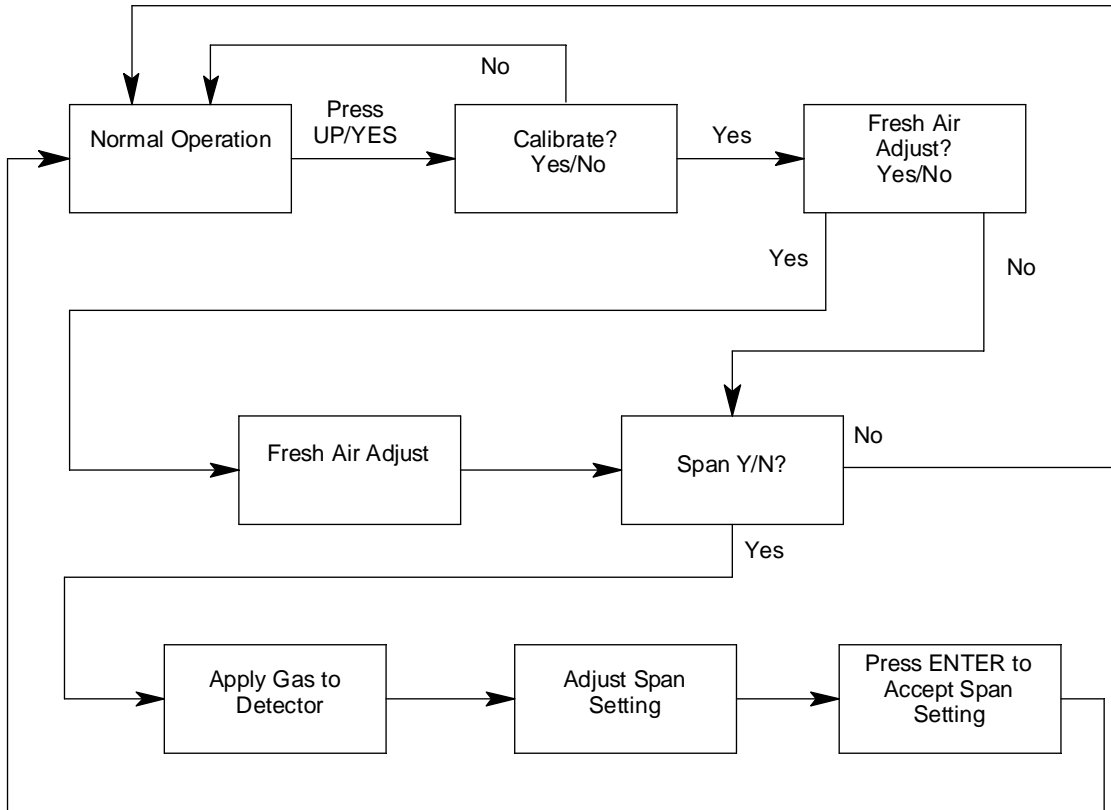 No
Normal Operation
Press
UP/YES
Calibrate?
Yes/No
Yes
Fresh Air
Adjust?
Yes/No
Yes
No
Fresh Air Adjust
Span Y/N?
No
Yes
Apply Gas to
Detector
Adjust Span
Setting
Press ENTER to
Accept Span
Setting